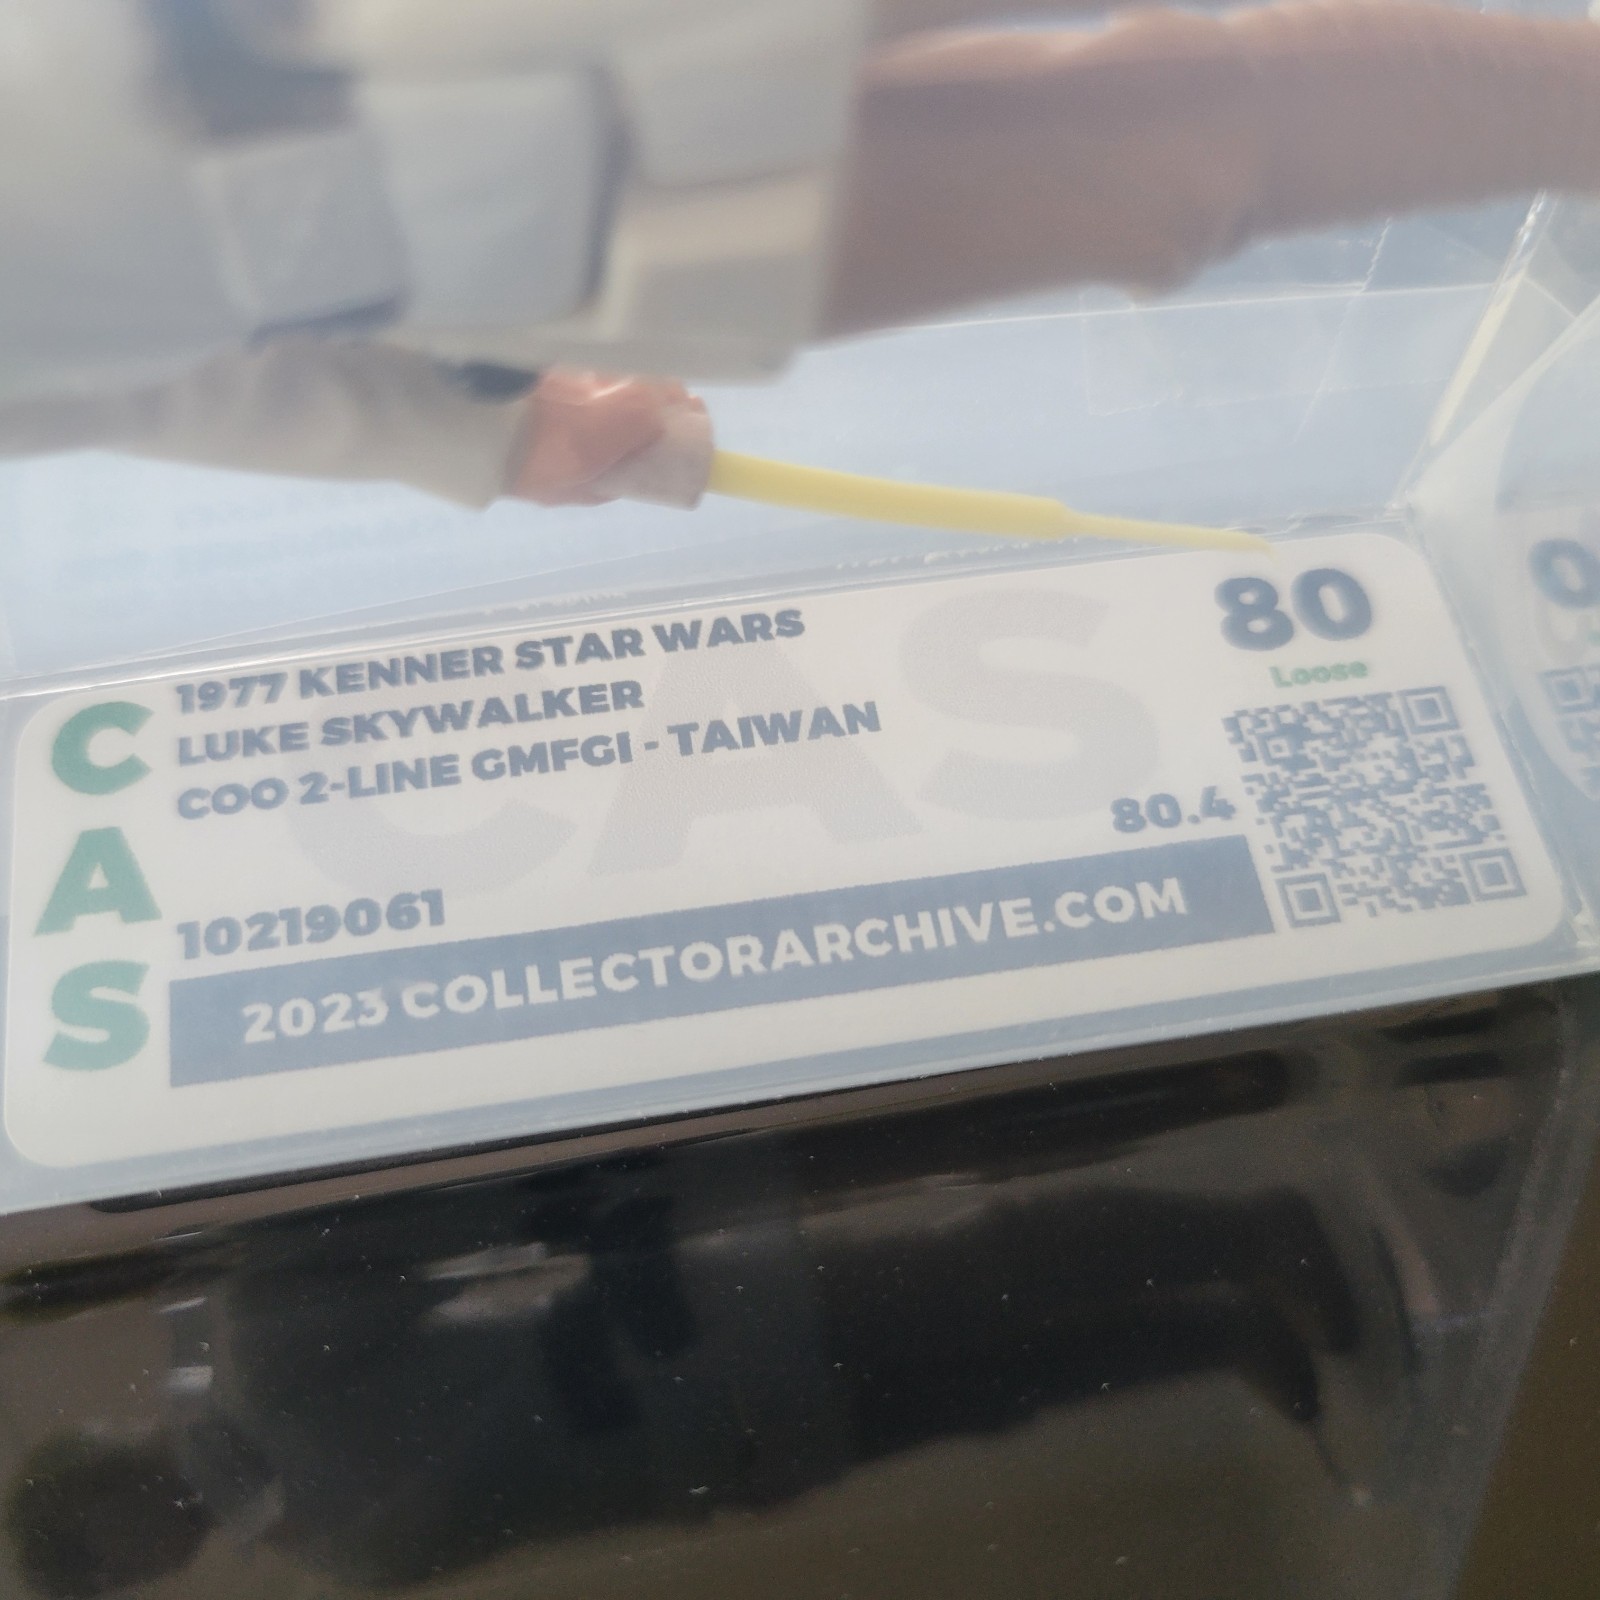 CAS
1977 KENNER STAR WARS
LUKE SKYWALKER
COO 2-LINE GMFGI - TAIWAN
10219061
2023 COLLECTORARCHIVE.COM
80
Loose
80.4
CAS